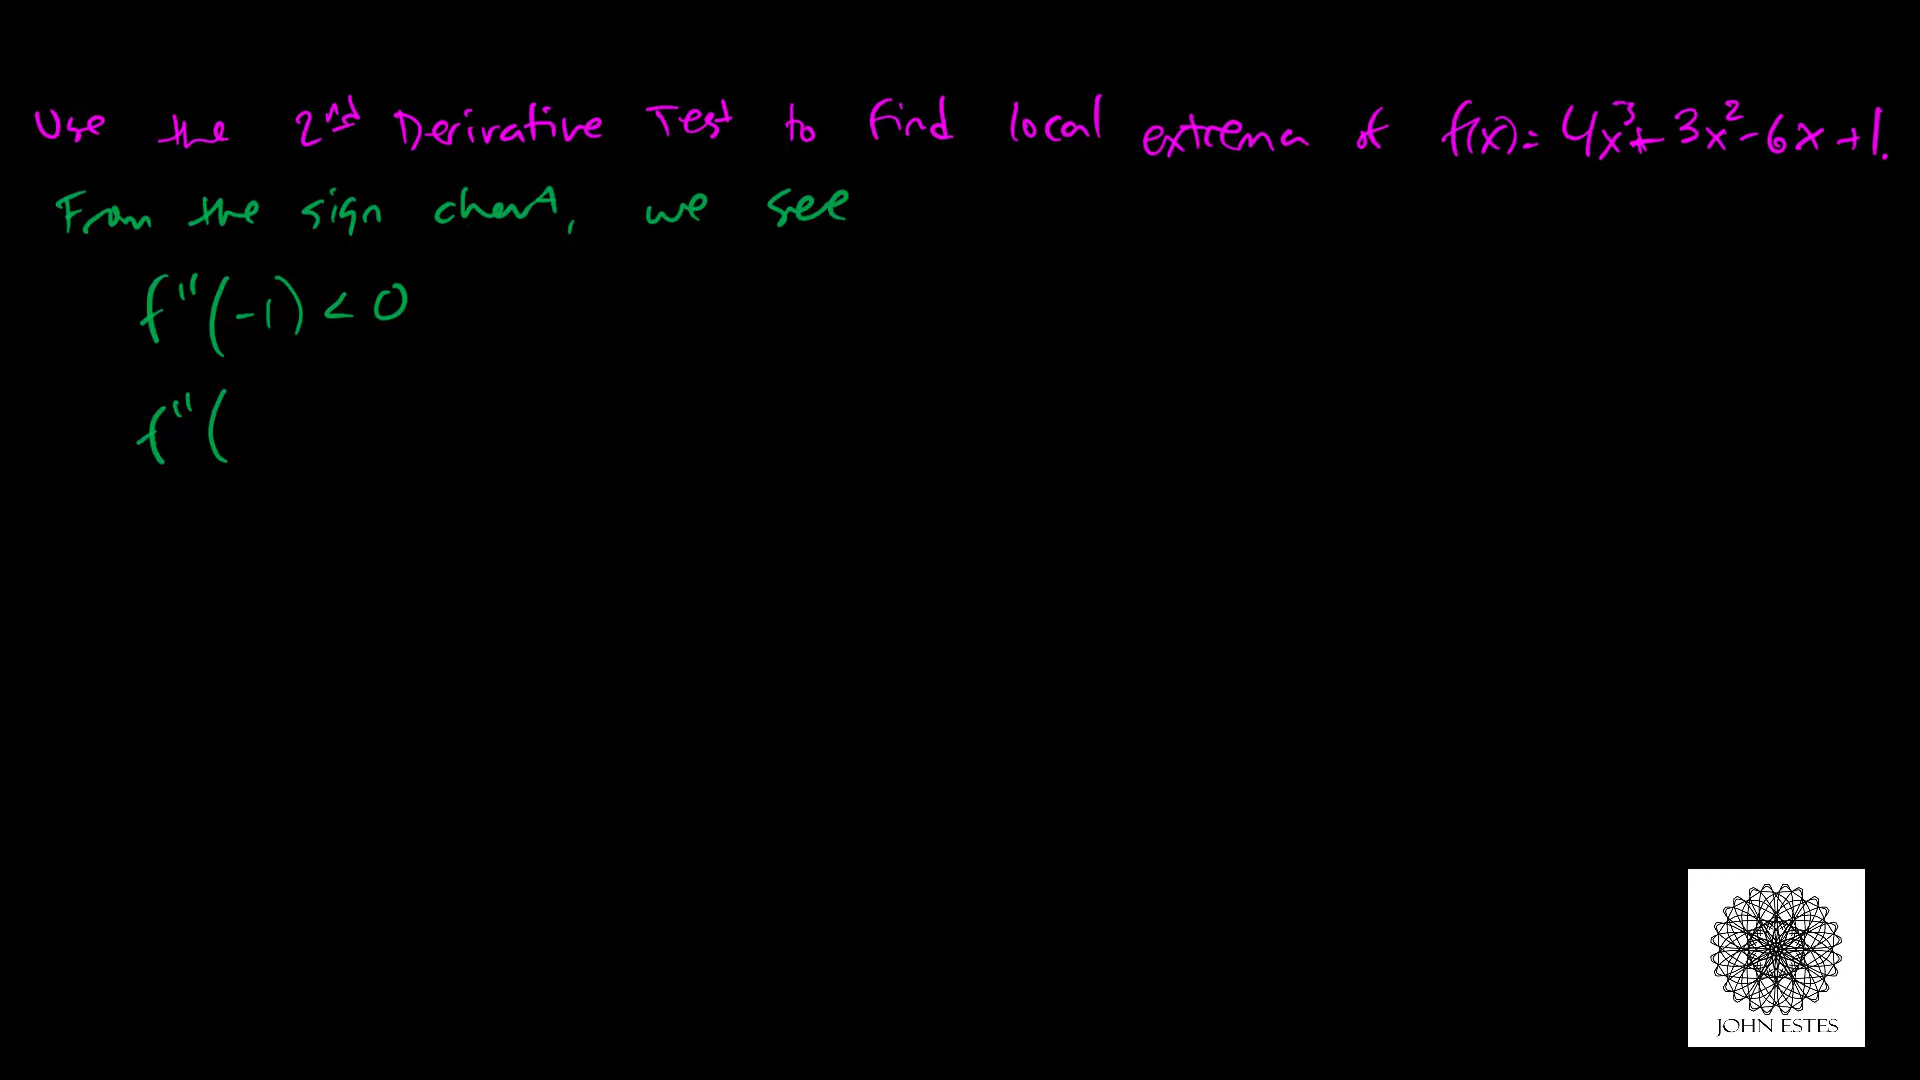 Use the 2nd Derivative Test to find local extrema of f(x) = 4x³ + 3x² - 6x + 1.
From the sign chart, we see
f''(-1) < 0
f''(
JOHN ESTES